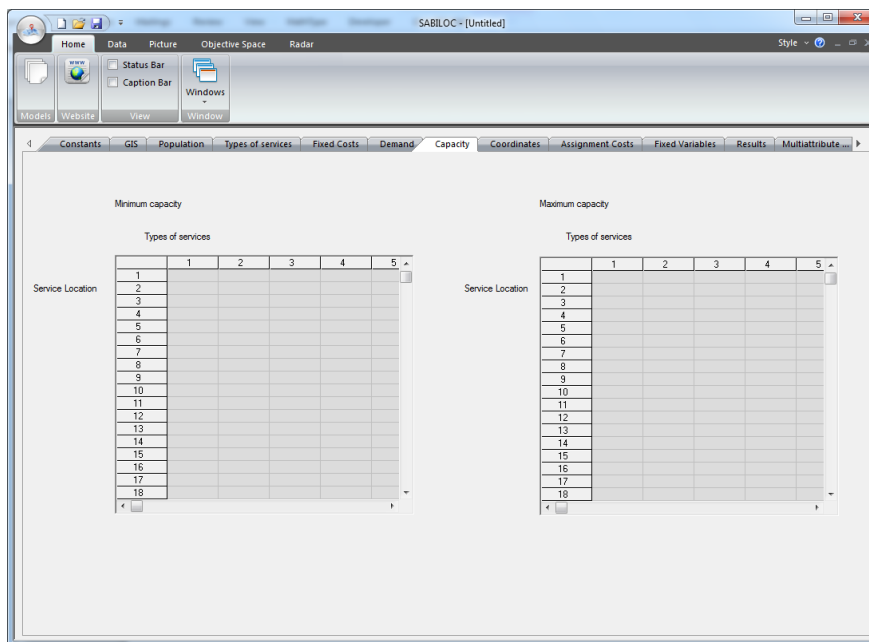 SABILOC - [Untitled]
Home Data Picture Objective Space Radar Style
www
Status Bar
Caption Bar
Windows
Models Website View Window
Constants GIS Population Types of services Fixed Costs Demand Capacity Coordinates Assignment Costs Fixed Variables Results Multiattribute ...
Minimum capacity Maximum capacity
Types of services Types of services
1 2 3 4 5 1 2 3 4 5
1 1
Service Location 2 Service Location 2
3 3
4 4
5 5
6 6
7 7
8 8
9 9
10 10
11 11
12 12
13 13
14 14
15 15
16 16
17 17
18 18